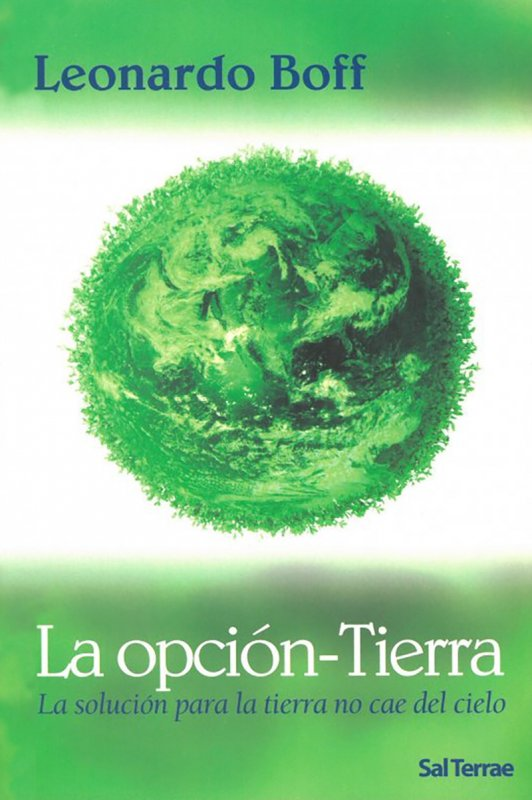 Leonardo Boff
La opción-Tierra
La solución para la tierra no cae del cielo
Sal Terrae